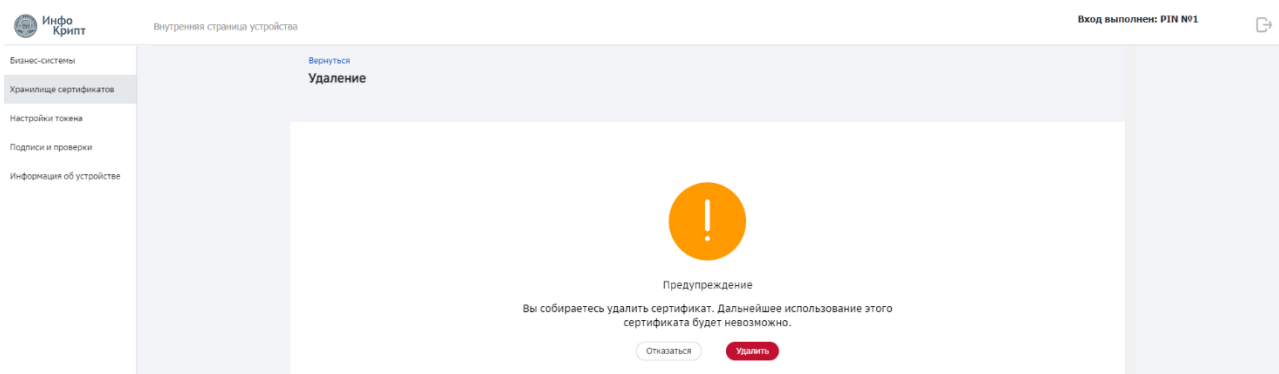 Инфо
Крипт
Внутренняя страница устройства
Вход выполнен: PIN №1
Бизнес-системы
Хранилище сертификатов
Настройки токена
Подписи и проверки
Информация об устройстве
Вернуться
Удаление
Предупреждение
Вы собираетесь удалить сертификат. Дальнейшее использование этого
сертификата будет невозможно.
Отказаться
Удалить